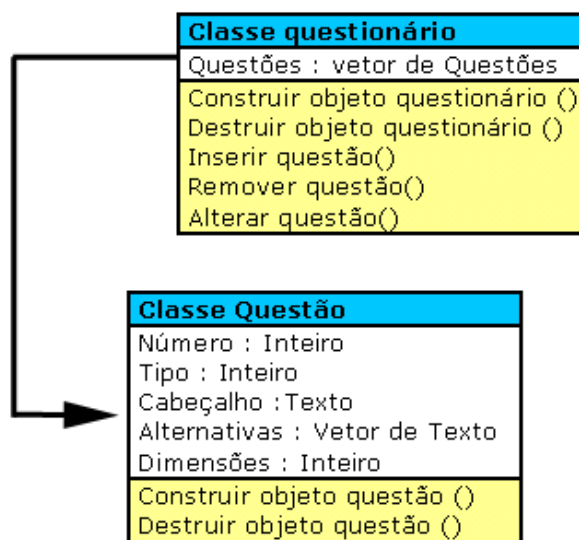 Classe questionário
Questões : vetor de Questões
Construir objeto questionário ()
Destruir objeto questionário ()
Inserir questão()
Remover questão()
Alterar questão()
Classe Questão
Número : Inteiro
Tipo : Inteiro
Cabeçalho :Texto
Alternativas : Vetor de Texto
Dimensões : Inteiro
Construir objeto questão ()
Destruir objeto questão ()